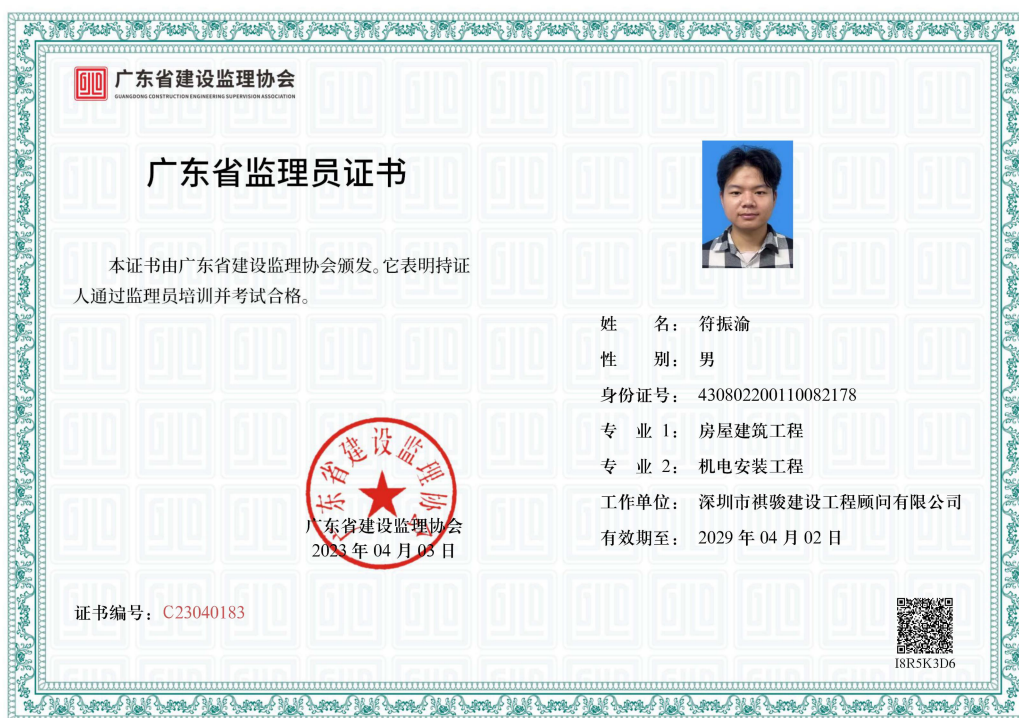 广东省建设监理协会
GUANGDONG CONSTRUCTION ENGINEERING SUPERVISION ASSOCIATION
广东省监理员证书
本证书由广东省建设监理协会颁发。它表明持证
人通过监理员培训并考试合格。
姓 名： 符振渝
性 别： 男
身份证号： 430802200110082178
专 业 1： 房屋建筑工程
专 业 2： 机电安装工程
工作单位： 深圳市祺骏建设工程顾问有限公司
有效期至： 2029 年 04 月 02 日
广东省建设监理协会
广东省建设监理协会
2023 年 04 月 03 日
证书编号：C23040183
I8R5K3D6